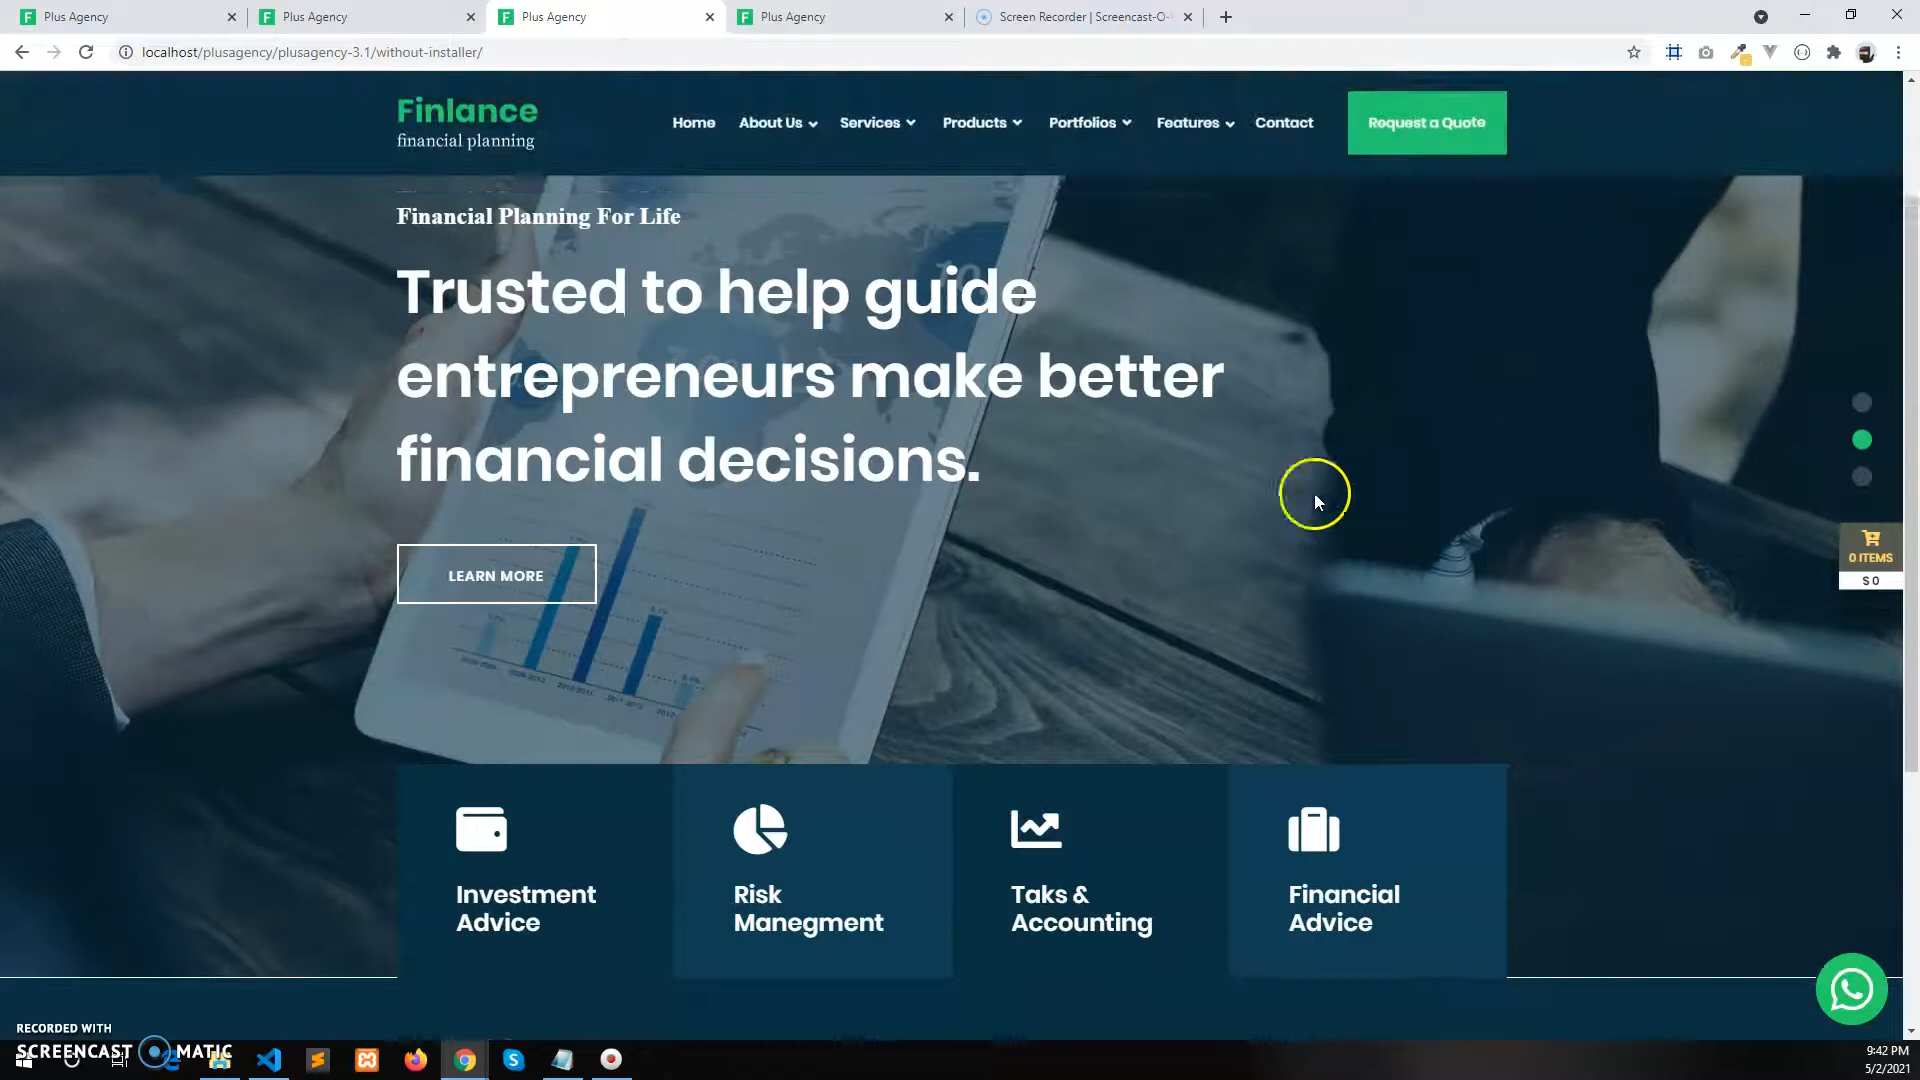 Plus Agency
Plus Agency
Plus Agency
Plus Agency
Screen Recorder | Screencast-O-
localhost/plusagency/plusagency-3.1/without-installer/
Finlance
financial planning
Home
About Us
Services
Products
Portfolios
Features
Contact
Request a Quote
Financial Planning For Life
Trusted to help guide
entrepreneurs make better
financial decisions.
LEARN MORE
0 ITEMS
$ 0
Investment
Advice
Risk
Manegment
Taks &
Accounting
Financial
Advice
RECORDED WITH
SCREENCAST
MATIC
9:42 PM
5/2/2021